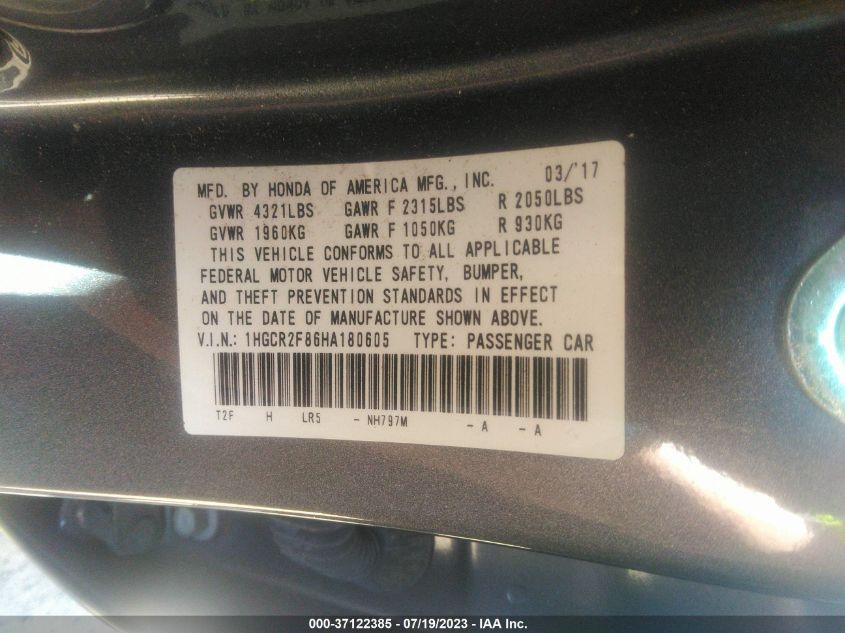 MFD. BY HONDA OF AMERICA MFG., INC. 03/'17
GVWR 4321LBS GAWR F 2315LBS R 2050LBS
GVWR 1960KG GAWR F 1050KG R 930KG
THIS VEHICLE CONFORMS TO ALL APPLICABLE
FEDERAL MOTOR VEHICLE SAFETY, BUMPER,
AND THEFT PREVENTION STANDARDS IN EFFECT
ON THE DATE OF MANUFACTURE SHOWN ABOVE.
V.I.N.: 1HGCR2F86HA180605 TYPE: PASSENGER CAR
T2F H LR5 - NH797M - A - A
000-37122385 - 07/19/2023 - IAA Inc.